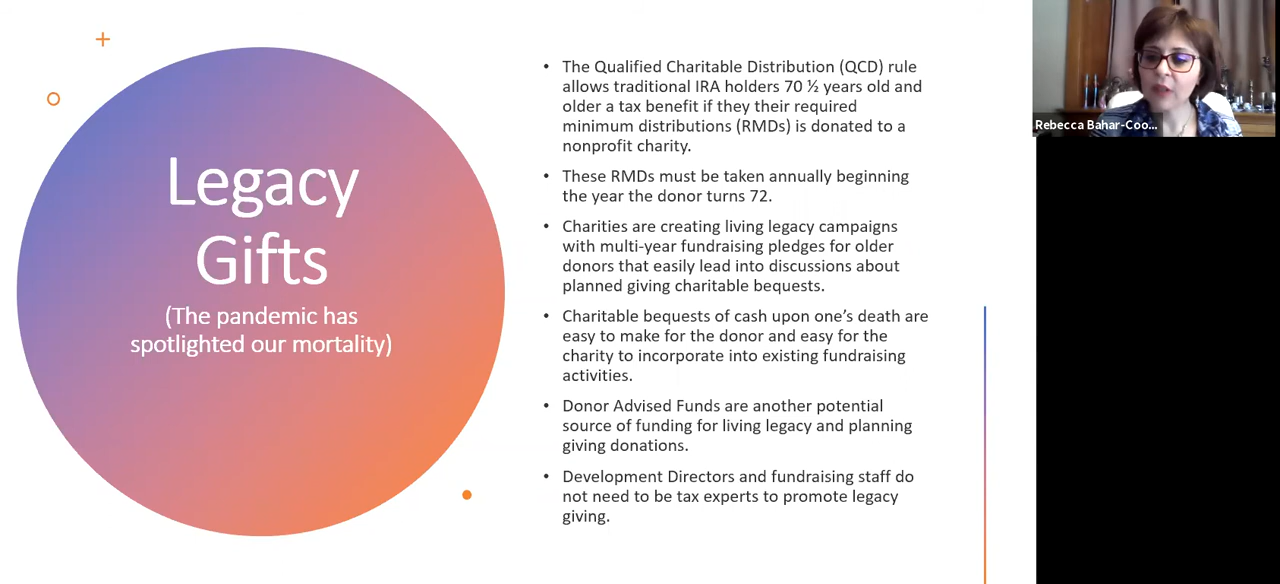 Legacy
Gifts
(The pandemic has
spotlighted our mortality)
• The Qualified Charitable Distribution (QCD) rule
allows traditional IRA holders 70 ½ years old and
older a tax benefit if they their required
minimum distributions (RMDs) is donated to a
nonprofit charity.
• These RMDs must be taken annually beginning
the year the donor turns 72.
• Charities are creating living legacy campaigns
with multi-year fundraising pledges for older
donors that easily lead into discussions about
planned giving charitable bequests.
• Charitable bequests of cash upon one’s death are
easy to make for the donor and easy for the
charity to incorporate into existing fundraising
activities.
• Donor Advised Funds are another potential
source of funding for living legacy and planning
giving donations.
• Development Directors and fundraising staff do
not need to be tax experts to promote legacy
giving.
Rebecca Bahar-Coo...